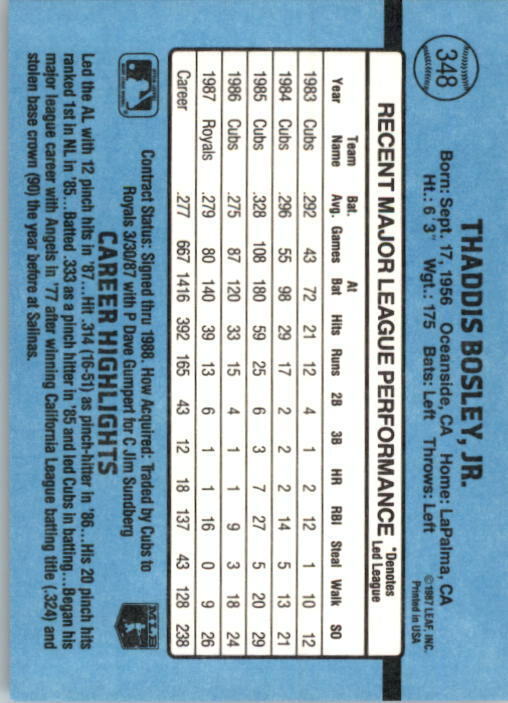 348
THADDIS BOSLEY, JR.
Born: Sept. 17, 1956 Oceanside, CA Home: LaPalma, CA
Ht.: 6' 3" Wgt.: 175 Bats: Left Throws: Left
©1987 LEAF, INC.
Printed in USA
RECENT MAJOR LEAGUE PERFORMANCE *Denotes Led League
Year Team Name Bat. Avg. Games At Bat Hits Runs 2B 3B HR RBI Steal Walk SO
1983 Cubs .292 43 72 21 12 4 1 2 12 1 10 12
1984 Cubs .296 55 98 29 17 2 2 2 14 5 13 21
1985 Cubs .328 108 180 59 25 6 3 7 27 5 20 29
1986 Cubs .275 87 120 33 15 4 1 1 9 3 18 24
1987 Royals .279 80 140 39 13 6 1 1 16 0 9 26
Career .277 667 1416 392 165 43 12 18 137 43 128 238
Contract Status: Signed thru 1988. How Acquired: Traded by Cubs to
Royals 3/30/87 with P Dave Gumpert for C Jim Sundberg
MLB
CAREER HIGHLIGHTS
Led the AL with 12 pinch hits in '87...Hit .314 (16-51) as pinch-hitter in '86...His 20 pinch hits
ranked 1st in NL in '85...Batted .333 as a pinch hitter in '85 and led Cubs in batting...Began his
major league career with Angels in '77 after winning California League batting title (.324) and
stolen base crown (90) the year before at Salinas.